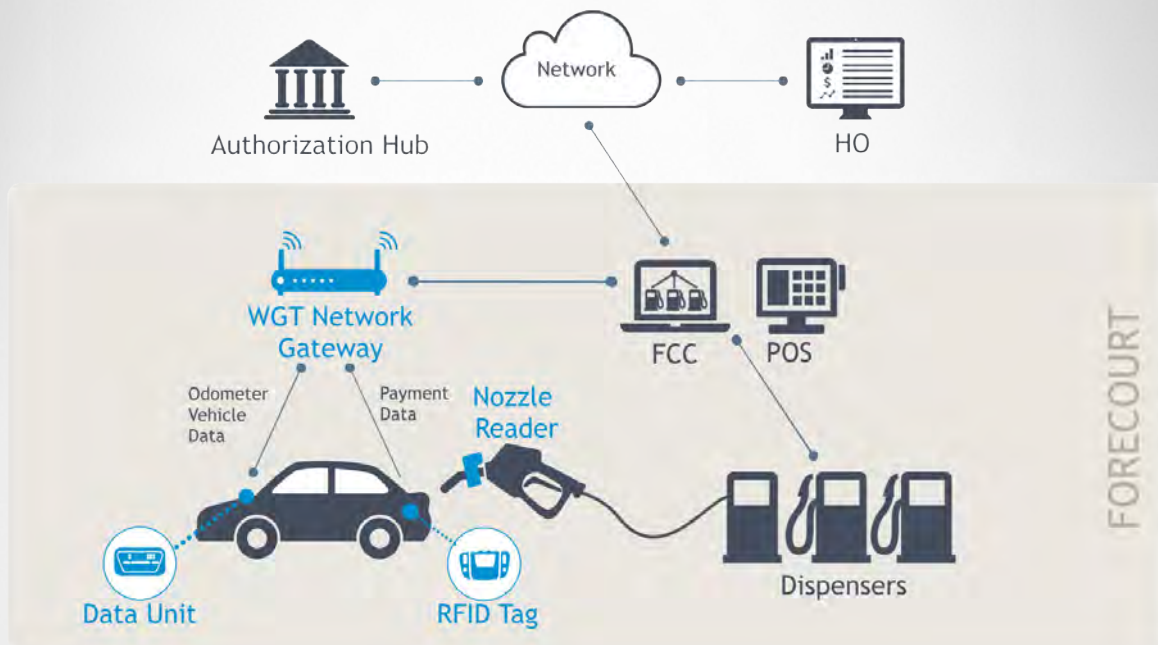 Network
Authorization Hub
HO
WGT Network
Gateway
FCC
POS
Odometer
Vehicle
Data
Payment
Data
Nozzle
Reader
FORECOURT
Data Unit
RFID Tag
Dispensers
$